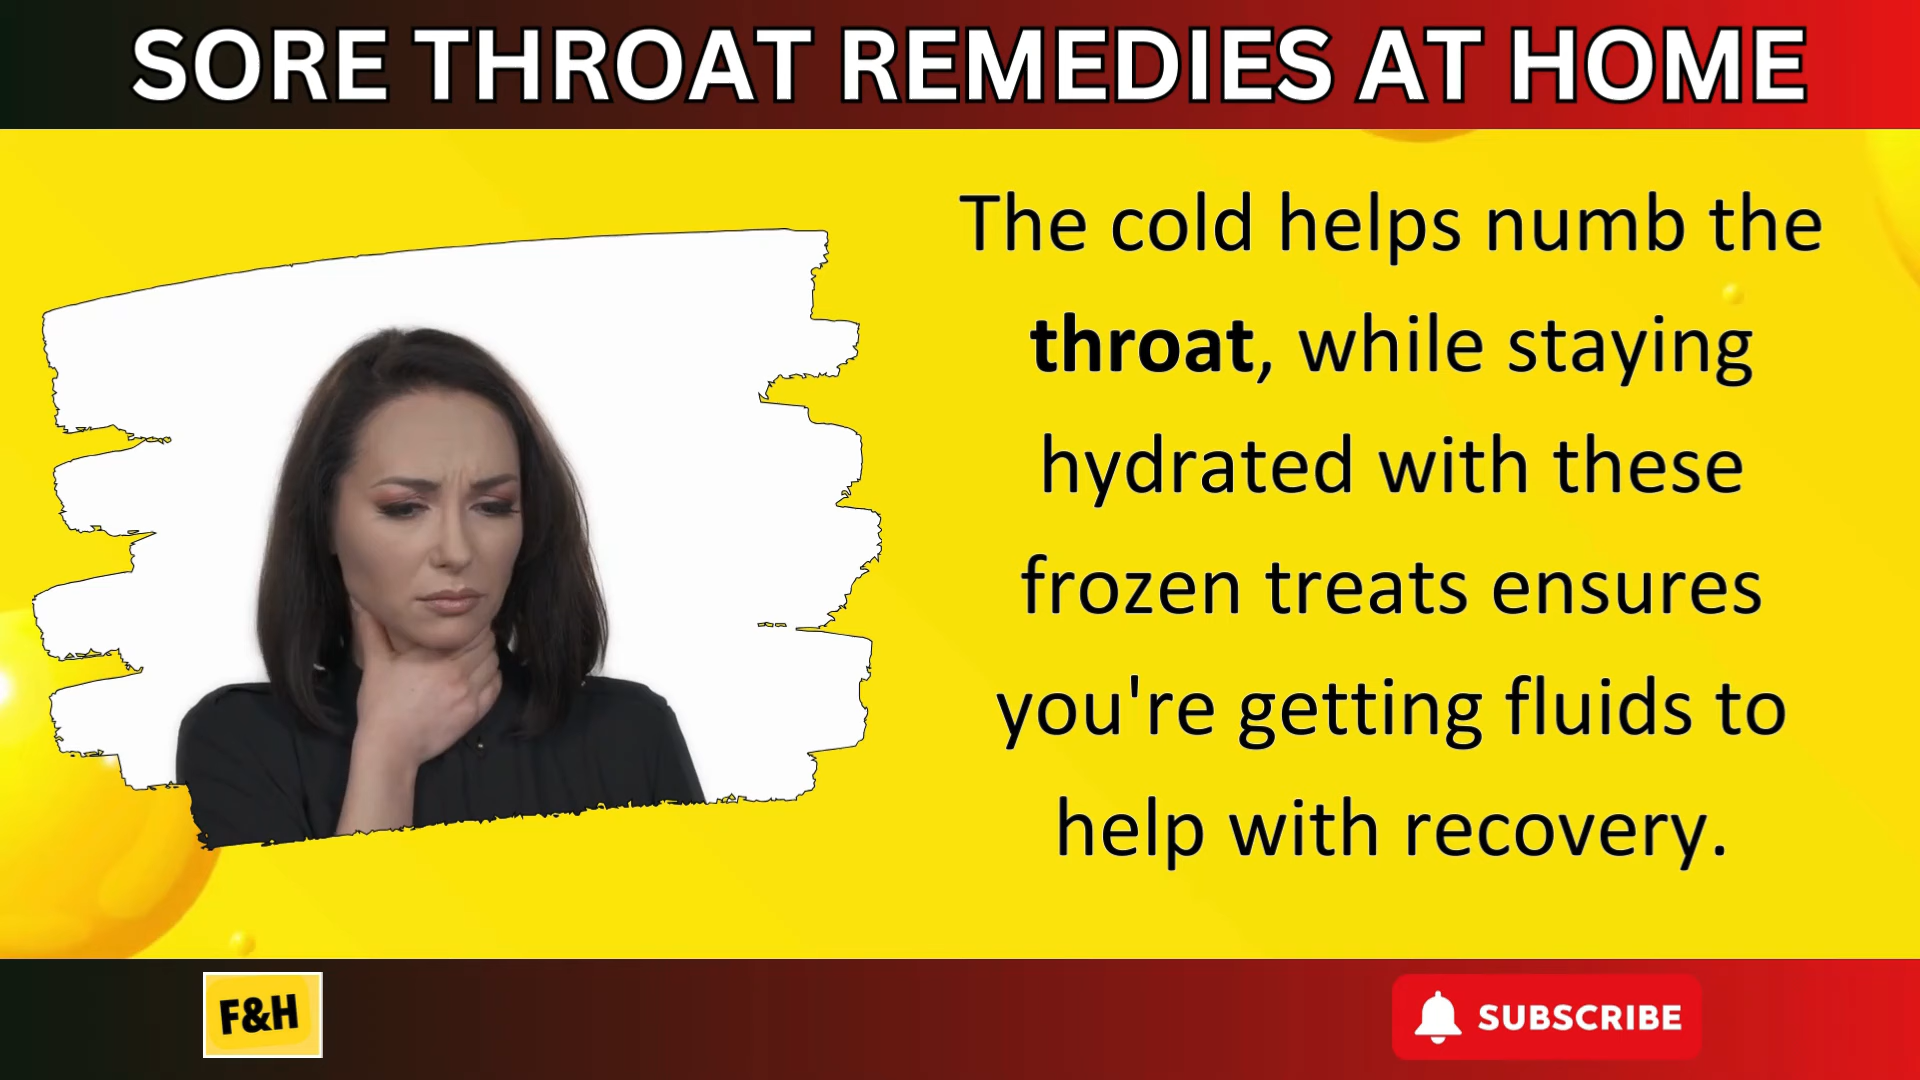 SORE THROAT REMEDIES AT HOME
The cold helps numb the
throat, while staying
hydrated with these
frozen treats ensures
you're getting fluids to
help with recovery.
F&H
SUBSCRIBE